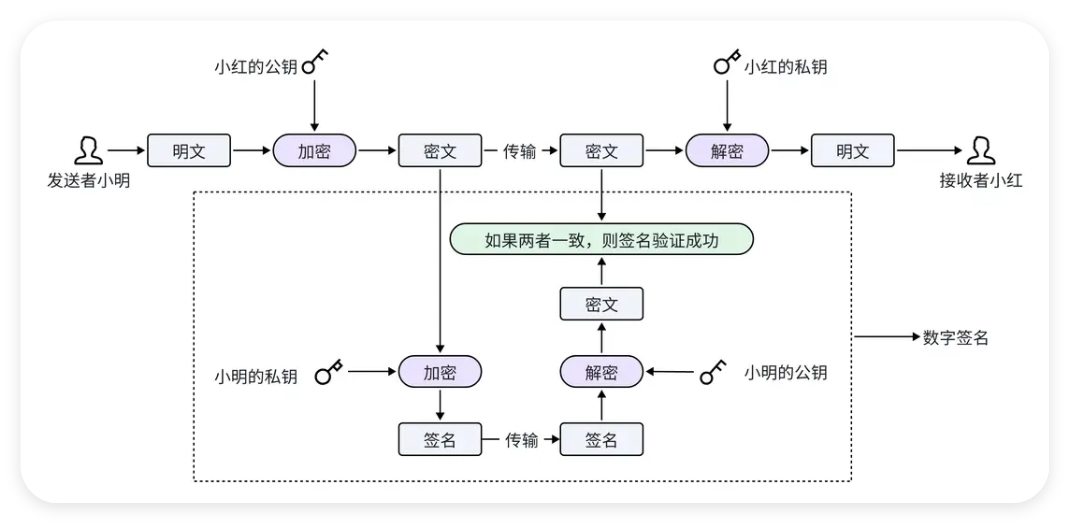 小红的公钥
小红的私钥
明文
加密
密文
传输
密文
解密
明文
发送者小明
接收者小红
如果两者一致，则签名验证成功
密文
数字签名
小明的私钥
加密
解密
小明的公钥
签名
传输
签名